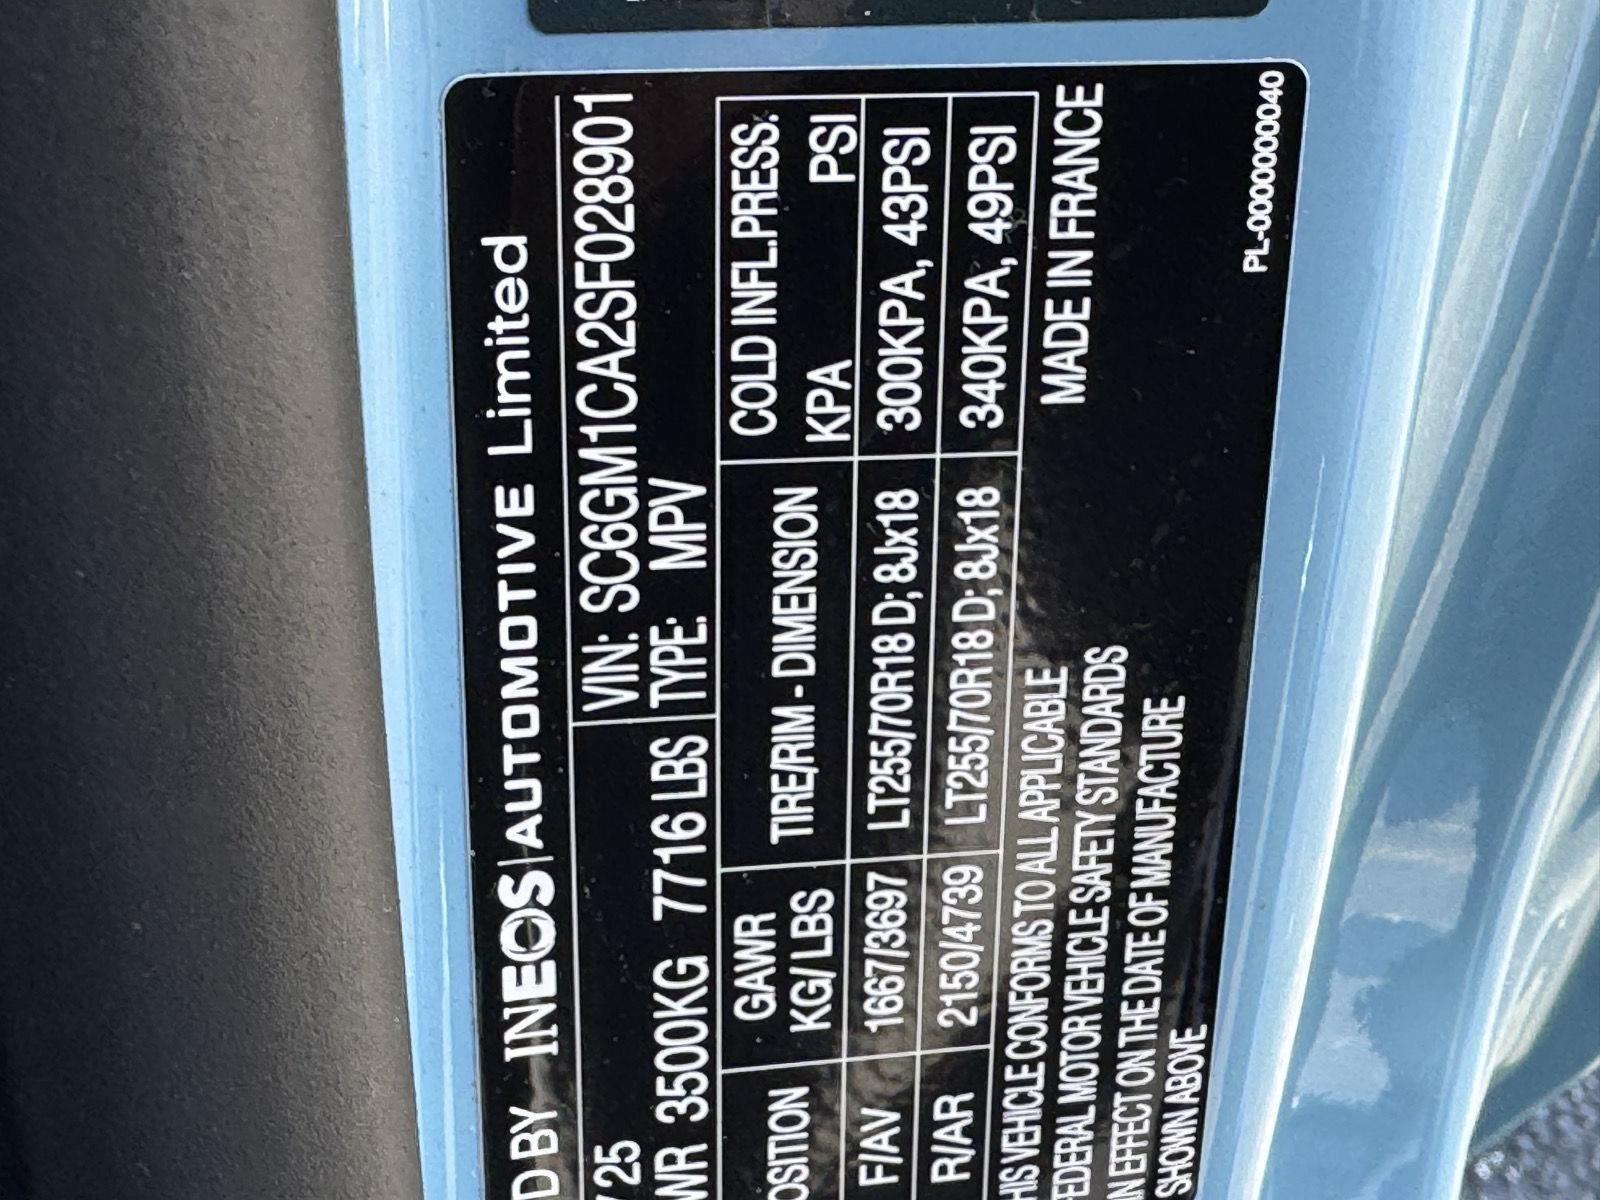 D BY INEOS|AUTOMOTIVE Limited
/25 VIN: SC6GM1CA2SF028901
WR 3500KG 7716 LBS TYPE: MPV
OSITION GAWR TIRE/RIM - DIMENSION COLD INFL.PRESS.
KG/LBS KPA PSI
F/AV 1667/3697 LT255/70R18 D; 8Jx18 300KPA, 43PSI
R/AR 2150/4739 LT255/70R18 D; 8Jx18 340KPA, 49PSI
HIS VEHICLE CONFORMS TO ALL APPLICABLE MADE IN FRANCE
FEDERAL MOTOR VEHICLE SAFETY STANDARDS
IN EFFECT ON THE DATE OF MANUFACTURE
SHOWN ABOVE
PL-0000000040